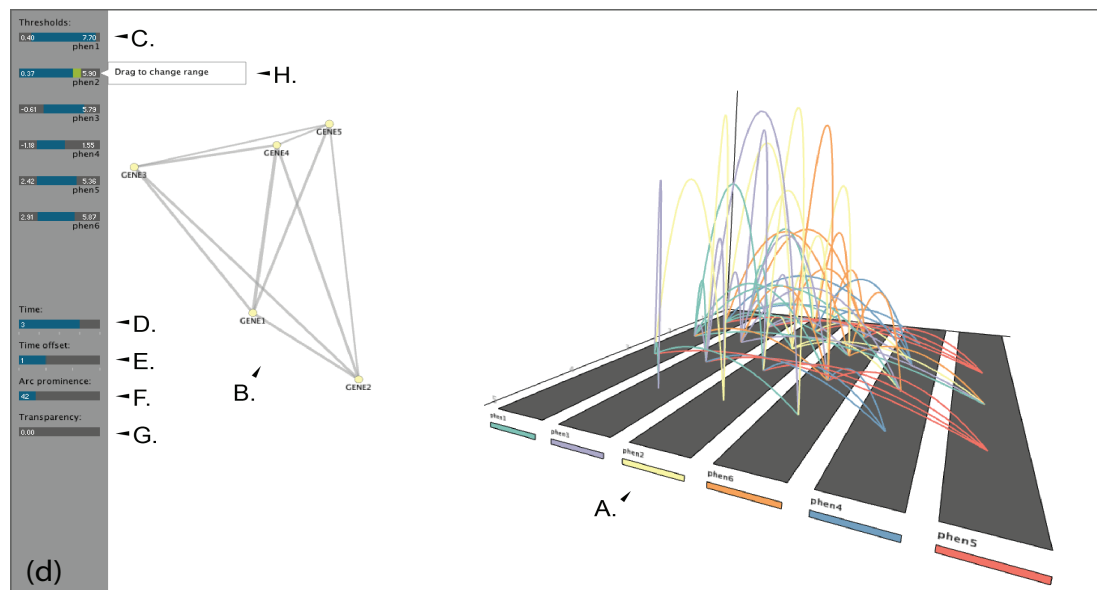 Thresholds:
0.40 7.70
phen1
C.
0.37 5.90
phen2
Drag to change range
H.
-0.61 5.79
phen3
-1.18 1.55
phen4
2.42 5.36
phen5
2.91 5.87
phen6
Time:
3
D.
Time offset:
1
E.
Arc prominence:
42
F.
Transparency:
0.00
G.
(d)
GENE5
GENE4
GENE3
GENE1
GENE2
B.
phen1
phen3
phen2
phen6
phen4
phen5
A.